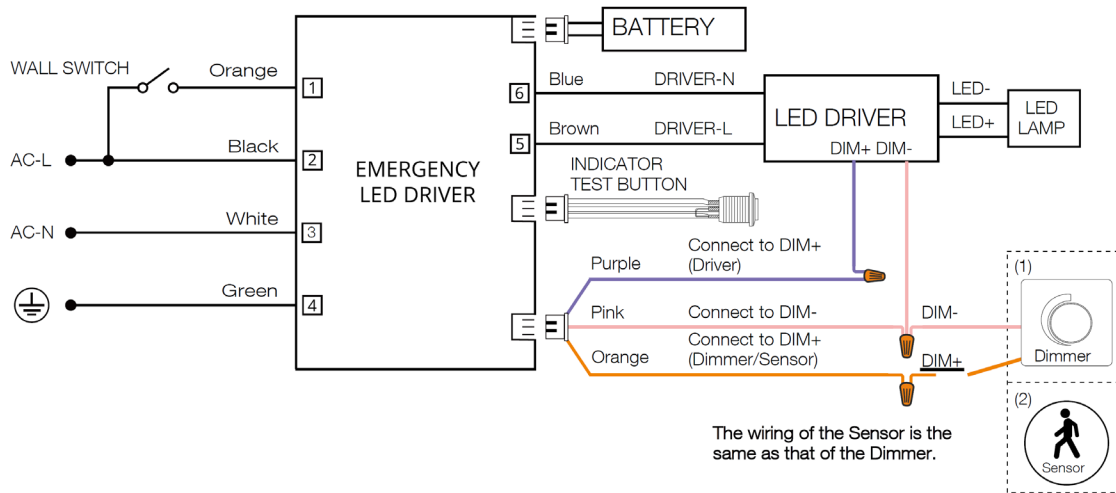 BATTERY
WALL SWITCH
Orange
1
6
Blue
DRIVER-N
LED DRIVER
DIM+ DIM-
LED-
LED+
LED
LAMP
AC-L
Black
2
5
Brown
DRIVER-L
EMERGENCY
LED DRIVER
INDICATOR
TEST BUTTON
AC-N
White
3
Green
4
Purple
Connect to DIM+
(Driver)
Pink
Connect to DIM-
DIM-
Orange
Connect to DIM+
(Dimmer/Sensor)
DIM+
(1)
Dimmer
(2)
Sensor
The wiring of the Sensor is the
same as that of the Dimmer.